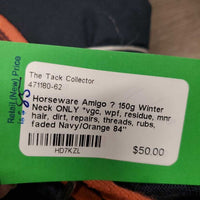 Retail (New) Price
is $
The Tack Collector
471180-62
Horseware Amigo ? 150g Winter
Neck ONLY *vgc, wpf, residue, mnr
hair, dirt, repairs, threads, rubs,
faded Navy/Orange 84"
HD7KZL
$50.00